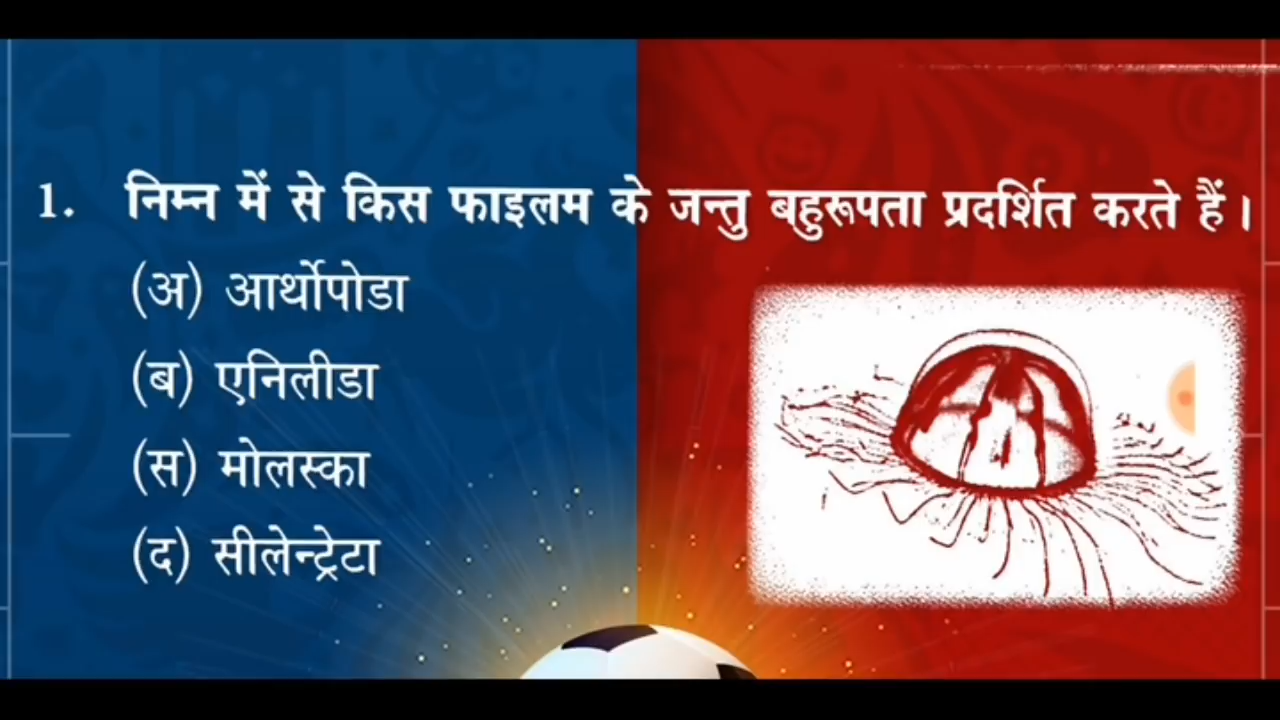 1. निम्न में से किस फाइलम के जन्तु बहुरूपता प्रदर्शित करते हैं।
(अ) आर्थोपोडा
(ब) एनिलीडा
(स) मोलस्का
(द) सीलेन्ट्रेटा